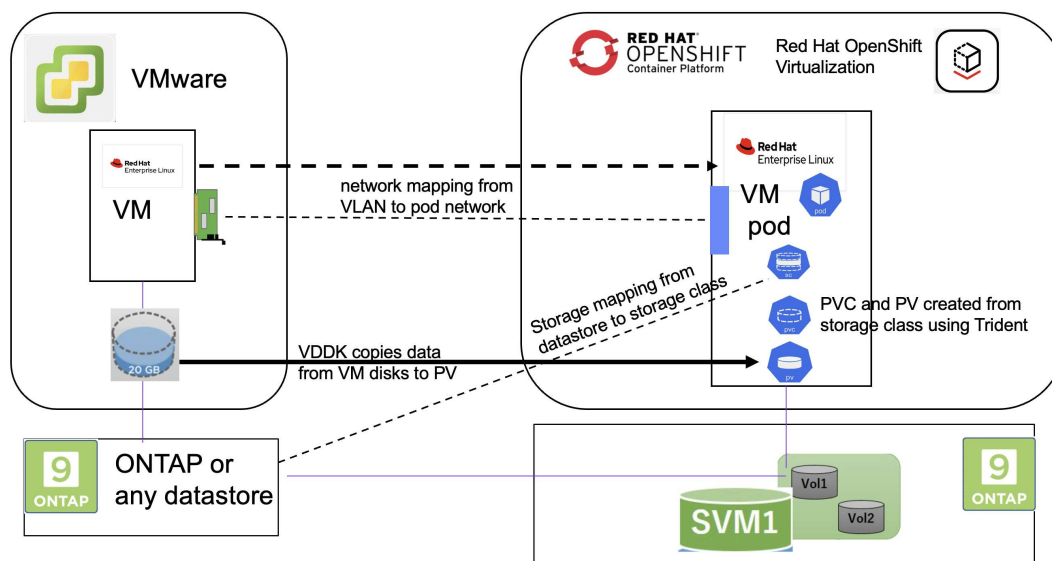 VMware
RED HAT®
OPENSHIFT
Container Platform
Red Hat OpenShift
Virtualization
Red Hat
Enterprise Linux
VM
network mapping from
VLAN to pod network
Red Hat
Enterprise Linux
VM
pod
pod
sc
Storage mapping from
datastore to storage class
pvc
PVC and PV created from
storage class using Trident
20 GB
VDDK copies data
from VM disks to PV
pv
9
ONTAP
ONTAP or
any datastore
Vol1
Vol2
SVM1
9
ONTAP